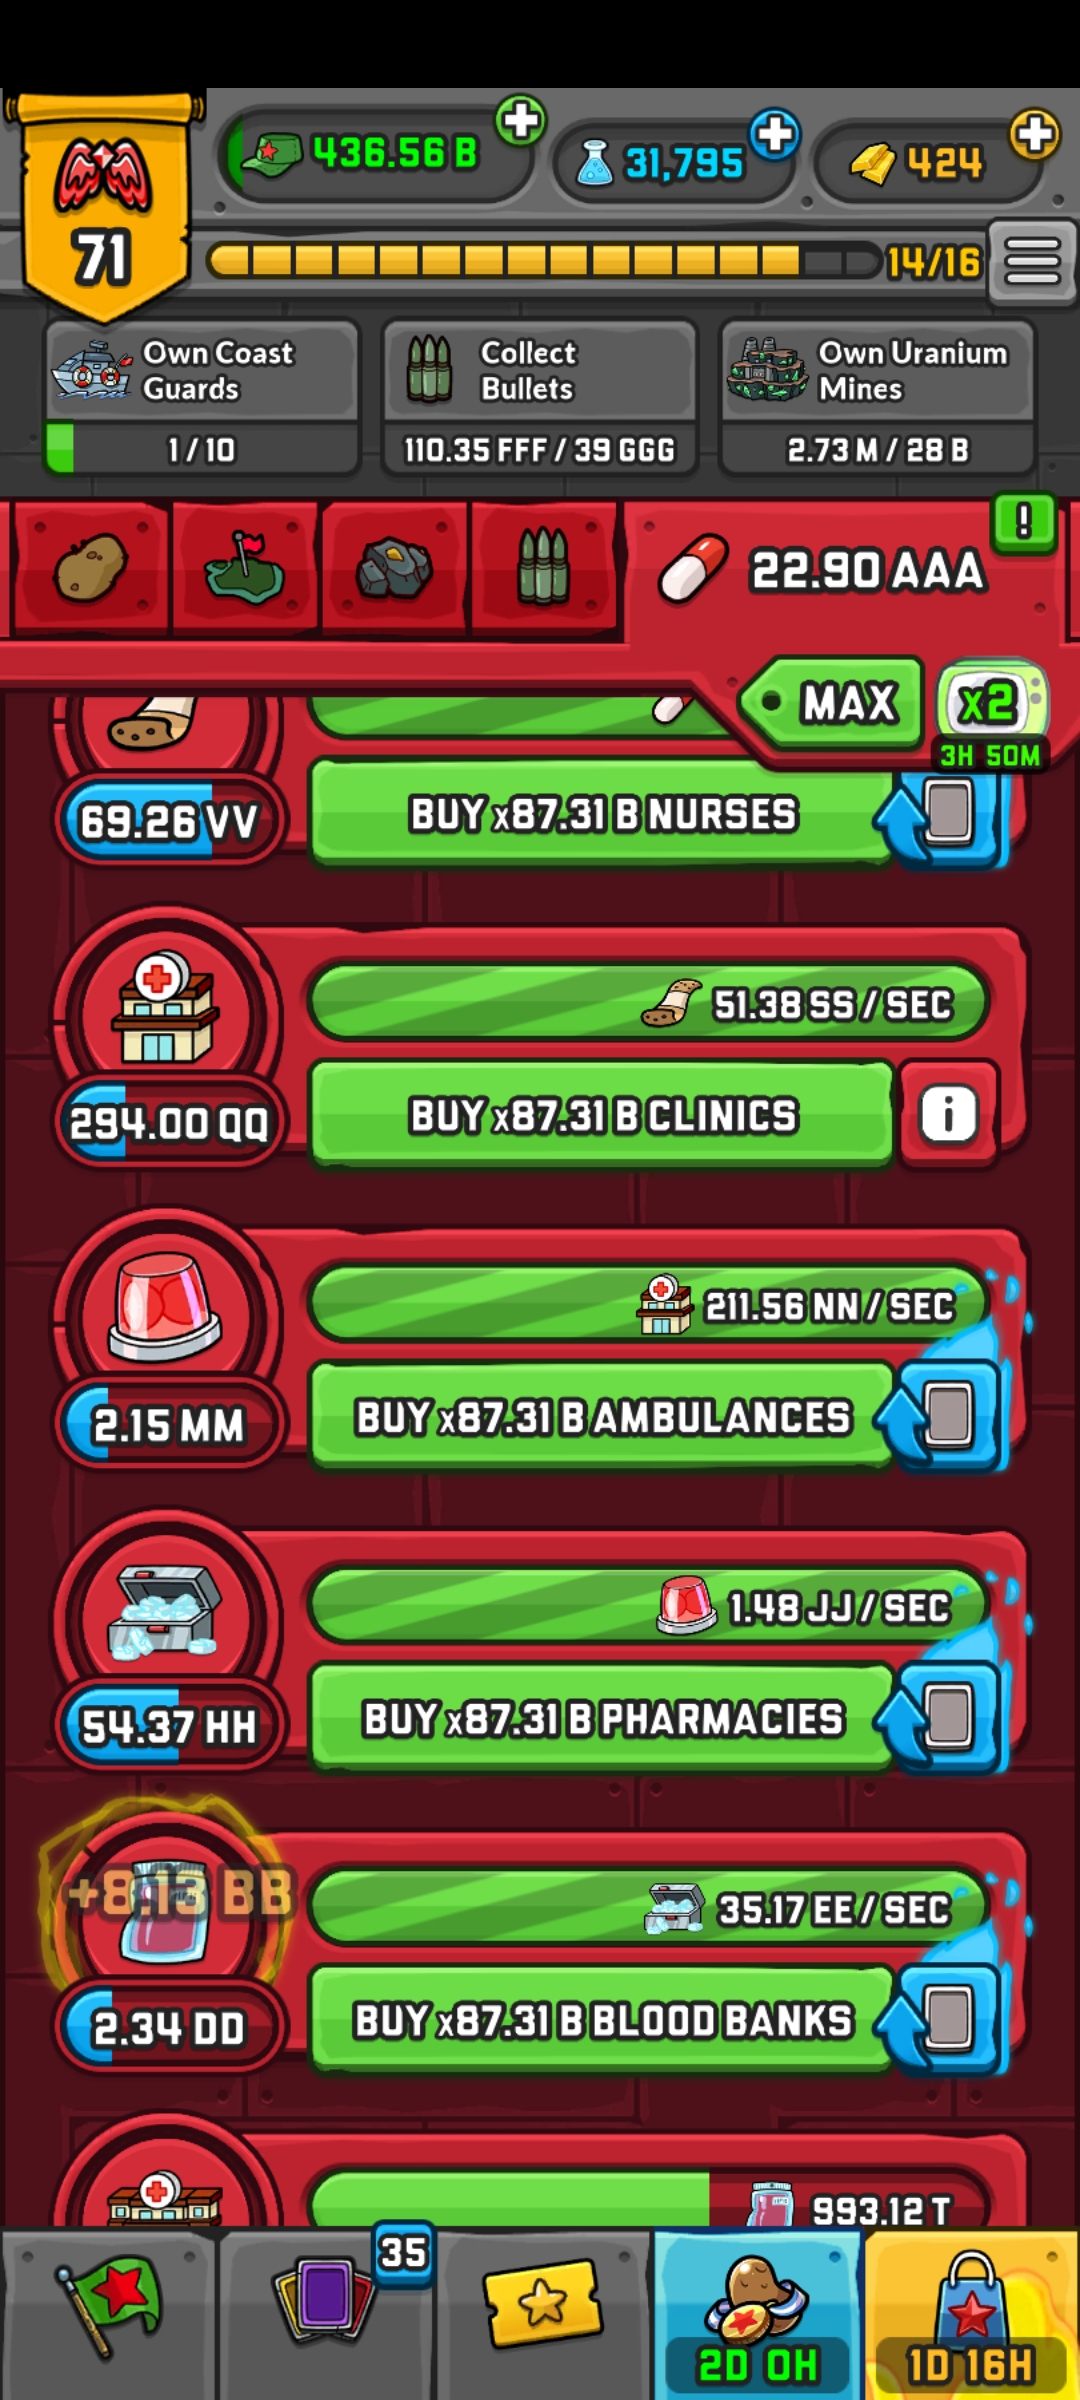 436.56 B
31,795
424
71
14/16
Own Coast
Guards
1/10
Collect
Bullets
110.35 FFF / 39 GGG
Own Uranium
Mines
2.73 M / 28 B
22.90 AAA
!
MAX
x2
3H 50M
69.26 VV
BUY x87.31 B NURSES
51.38 SS / SEC
294.00 QQ
BUY x87.31 B CLINICS
i
211.56 NN / SEC
2.15 MM
BUY x87.31 B AMBULANCES
1.48 JJ / SEC
54.37 HH
BUY x87.31 B PHARMACIES
+8.13 BB
35.17 EE / SEC
2.34 DD
BUY x87.31 B BLOOD BANKS
993.12 T
35
2D 0H
1D 16H